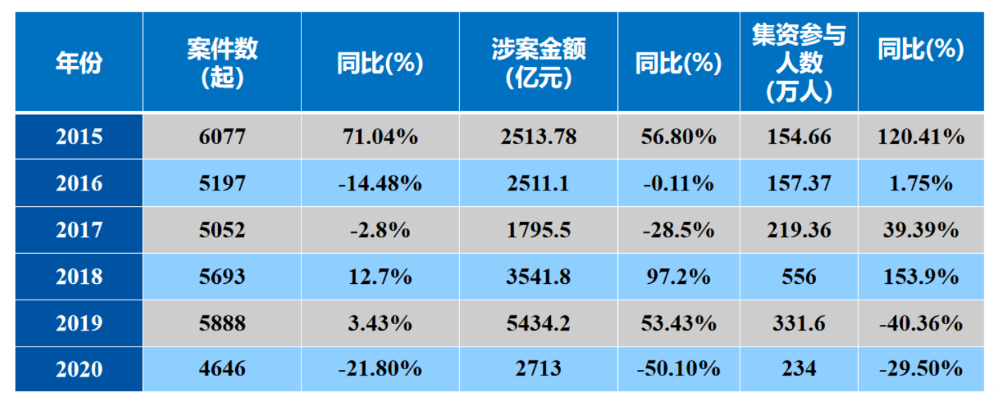 年份 案件数(起) 同比(%) 涉案金额(亿元) 同比(%) 集资参与人数(万人) 同比(%)
2015 6077 71.04% 2513.78 56.80% 154.66 120.41%
2016 5197 -14.48% 2511.1 -0.11% 157.37 1.75%
2017 5052 -2.8% 1795.5 -28.5% 219.36 39.39%
2018 5693 12.7% 3541.8 97.2% 556 153.9%
2019 5888 3.43% 5434.2 53.43% 331.6 -40.36%
2020 4646 -21.80% 2713 -50.10% 234 -29.50%